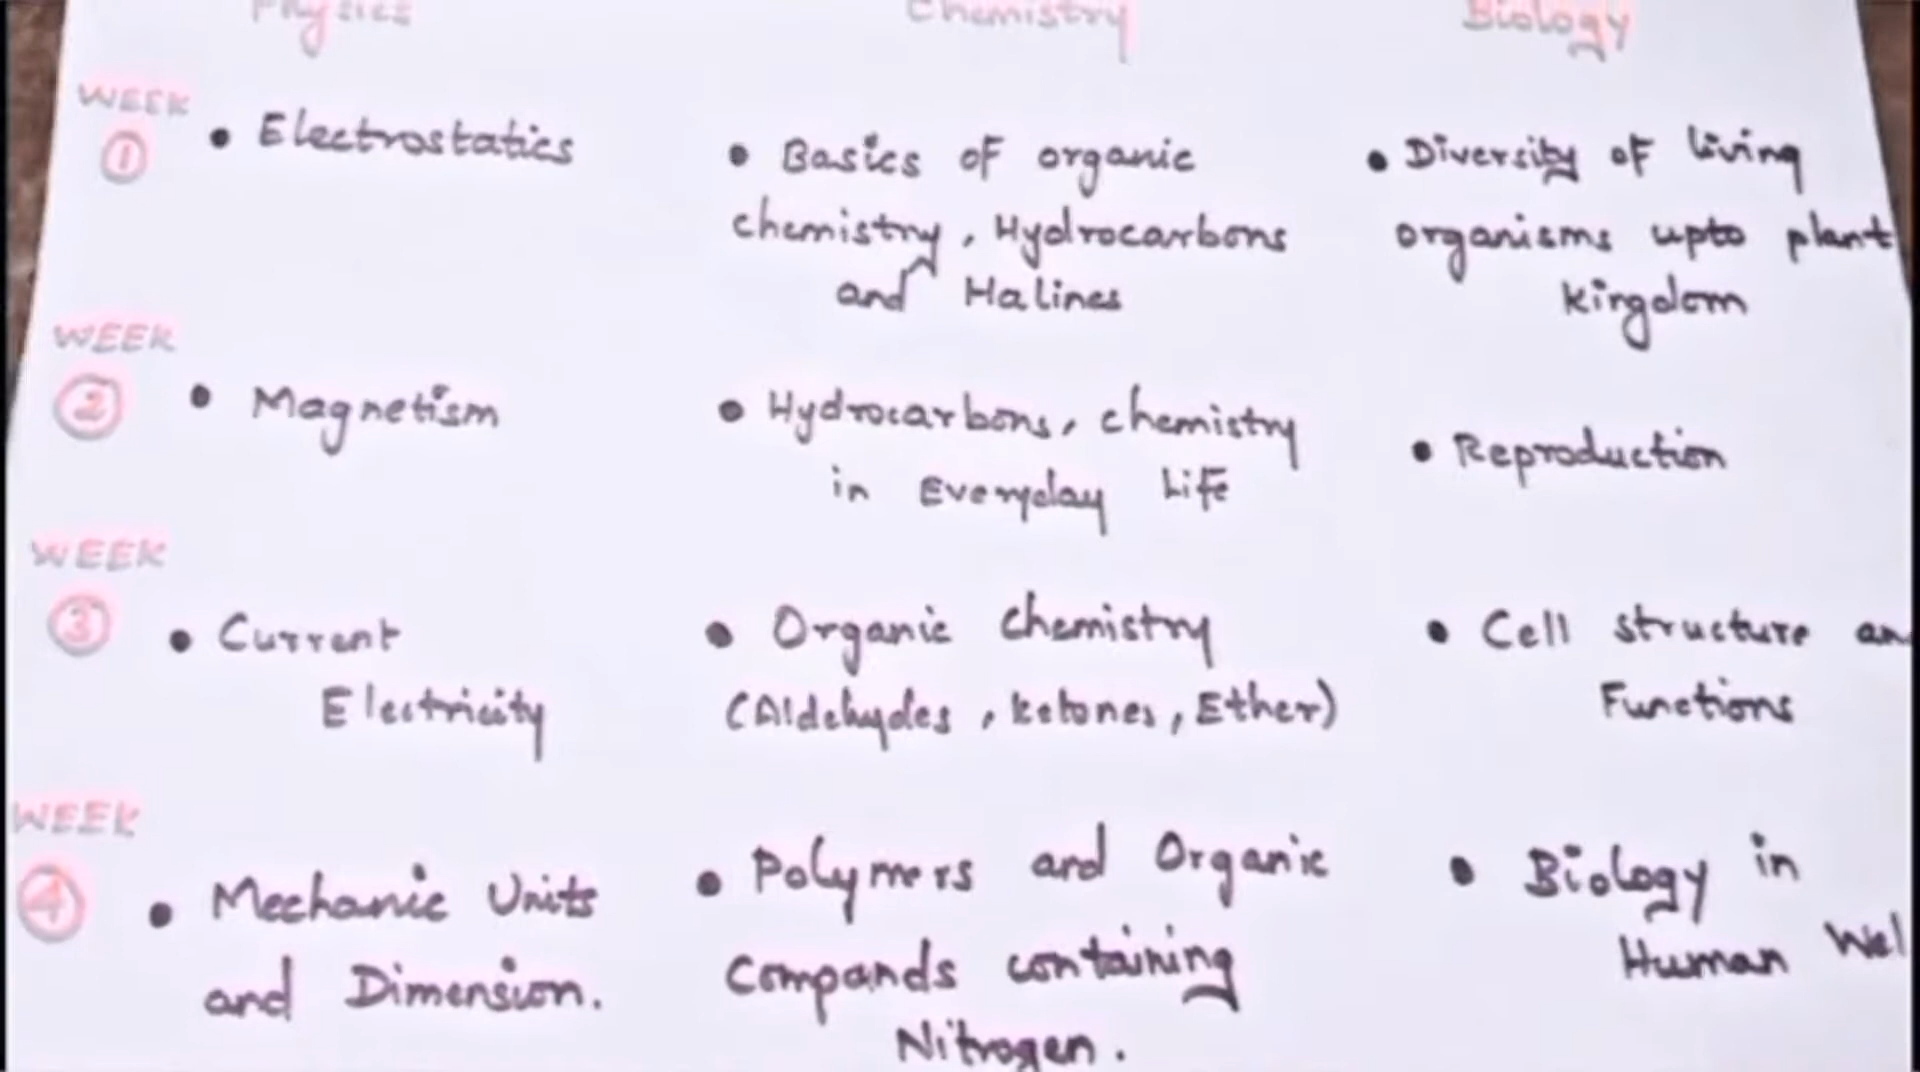 Physics Chemistry Biology
WEEK
①
• Electrostatics
• Basics of organic
chemistry, Hydrocarbons
and Halines
• Diversity of living
organisms upto plant
kingdom
WEEK
②
• Magnetism
• Hydrocarbons, chemistry
in Everyday Life
• Reproduction
WEEK
③
• Current
Electricity
• Organic Chemistry
(Aldehydes, ketones, Ether)
• Cell structure an
Functions
WEEK
④
• Mechanic Units
and Dimension.
• Polymers and Organic
Compands containing
Nitrogen.
• Biology in
Human Wel